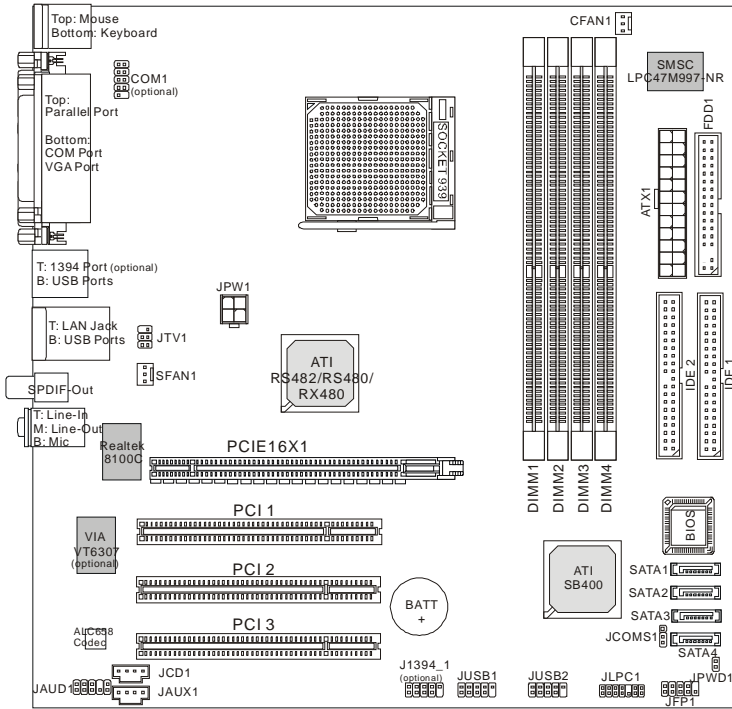 Top: Mouse
Bottom: Keyboard
CFAN1
COM1
(optional)
SMSC
LPC47M997-NR
Top:
Parallel Port
Bottom:
COM Port
VGA Port
SOCKET 939
FDD1
ATX1
T: 1394 Port (optional)
B: USB Ports
JPW1
T: LAN Jack
B: USB Ports
JTV1
SFAN1
ATI
RS482/RS480/
RX480
IDE 2
IDE 1
SPDIF-Out
T: Line-In
M: Line-Out
B: Mic
Realtek
8100C
PCIE16X1
DIMM1
DIMM2
DIMM3
DIMM4
PCI 1
BIOS
VIA
VT6307
(optional)
PCI 2
ATI
SB400
SATA1
SATA2
BATT
+
SATA3
ALC658
Codec
PCI 3
JCOMS1
SATA4
JCD1
J1394_1
(optional)
JUSB1
JUSB2
JLPC1
JPWD1
JAUD1
JAUX1
JFP1